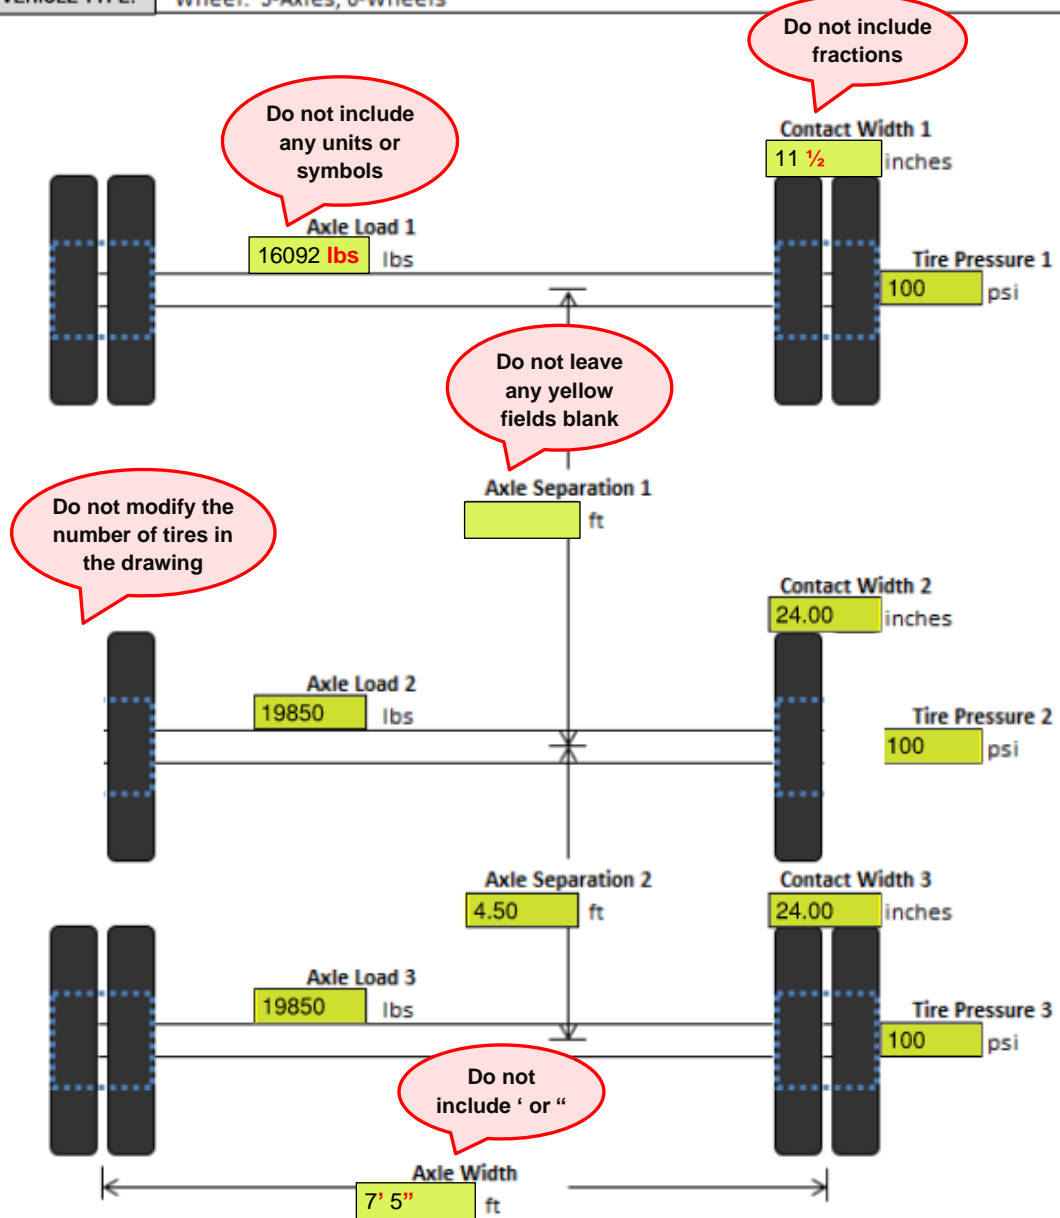 VEHICLE TYPE:
Wheel: 3-Axles, 6-Wheels
Do not include
fractions
Do not include
any units or
symbols
Contact Width 1
11 ½ inches
Axle Load 1
16092 lbs lbs
Tire Pressure 1
100 psi
Do not leave
any yellow
fields blank
Axle Separation 1
ft
Do not modify the
number of tires in
the drawing
Contact Width 2
24.00 inches
Axle Load 2
19850 lbs
Tire Pressure 2
100 psi
Axle Separation 2
4.50 ft
Contact Width 3
24.00 inches
Axle Load 3
19850 lbs
Tire Pressure 3
100 psi
Do not
include ‘ or “
Axle Width
7’ 5” ft